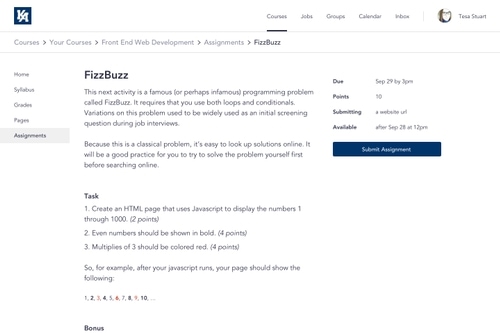 Courses Jobs Groups Calendar Inbox Tesa Stuart
Courses > Your Courses > Front End Web Development > Assignments > FizzBuzz
Home
Syllabus
Grades
Pages
Assignments
FizzBuzz
This next activity is a famous (or perhaps infamous) programming problem
called FizzBuzz. It requires that you use both loops and conditionals.
Variations on this problem used to be widely used as an initial screening
question during job interviews.
Because this is a classical problem, it's easy to look up solutions online. It
will be a good practice for you to try to solve the problem yourself first
before searching online.
Task
1. Create an HTML page that uses Javascript to display the numbers 1
through 1000. (2 points)
2. Even numbers should be shown in bold. (4 points)
3. Multiples of 3 should be colored red. (4 points)
So, for example, after your javascript runs, your page should show the
following:
1, 2, 3, 4, 5, 6, 7, 8, 9, 10, ...
Bonus
Due Sep 29 by 3pm
Points 10
Submitting a website url
Available after Sep 28 at 12pm
Submit Assignment